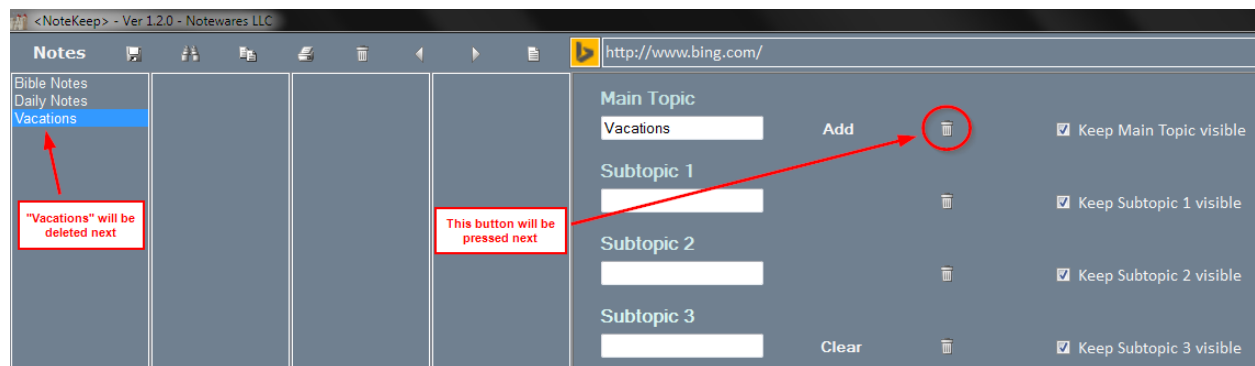 <NoteKeep> - Ver 1.2.0 - Notewares LLC
Notes
http://www.bing.com/
Bible Notes
Daily Notes
Vacations
"Vacations" will be
deleted next
This button will be
pressed next
Main Topic
Vacations Add Keep Main Topic visible
Subtopic 1
Keep Subtopic 1 visible
Subtopic 2
Keep Subtopic 2 visible
Subtopic 3
Clear Keep Subtopic 3 visible